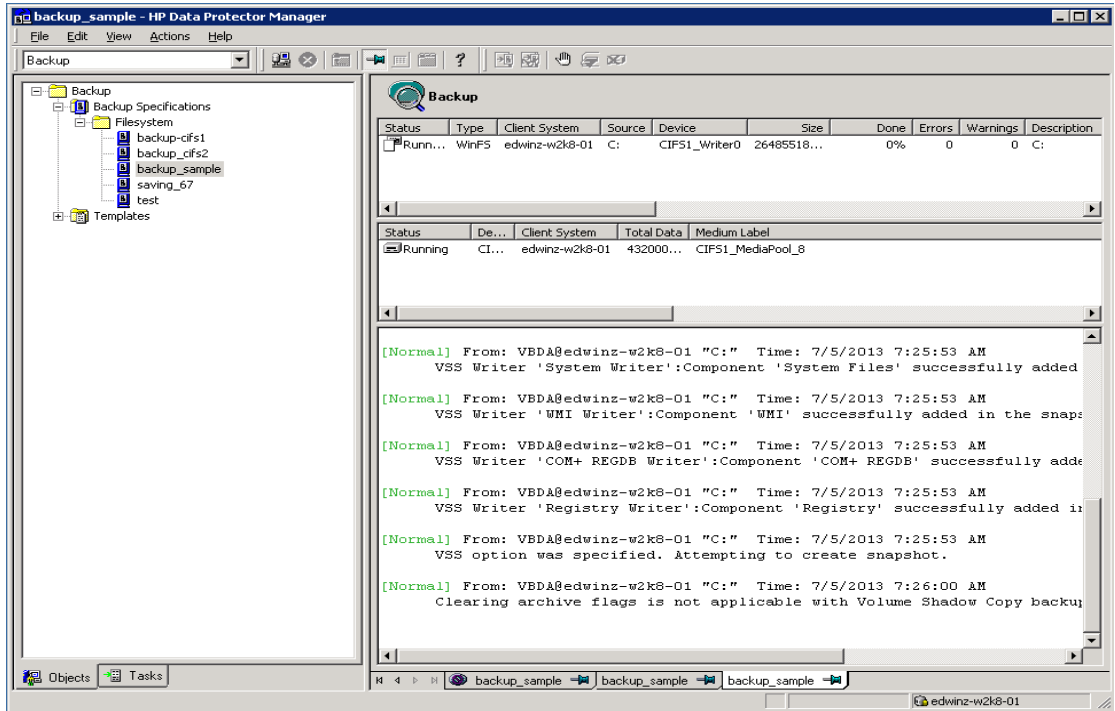 backup_sample - HP Data Protector Manager
File Edit View Actions Help
Backup
Backup
Backup Specifications
Filesystem
backup-cifs1
backup_cifs2
backup_sample
saving_67
test
Templates
Objects Tasks
Backup
Status Type Client System Source Device Size Done Errors Warnings Description
Runn... WinFS edwinz-w2k8-01 C: CIFS1_Writer0 26485518... 0% 0 0 C:
Status De... Client System Total Data Medium Label
Running CI... edwinz-w2k8-01 432000... CIFS1_MediaPool_8
[Normal] From: VBDA@edwinz-w2k8-01 "C:" Time: 7/5/2013 7:25:53 AM
VSS Writer 'System Writer':Component 'System Files' successfully added
[Normal] From: VBDA@edwinz-w2k8-01 "C:" Time: 7/5/2013 7:25:53 AM
VSS Writer 'WMI Writer':Component 'WMI' successfully added in the snaps
[Normal] From: VBDA@edwinz-w2k8-01 "C:" Time: 7/5/2013 7:25:53 AM
VSS Writer 'COM+ REGDB Writer':Component 'COM+ REGDB' successfully adde
[Normal] From: VBDA@edwinz-w2k8-01 "C:" Time: 7/5/2013 7:25:53 AM
VSS Writer 'Registry Writer':Component 'Registry' successfully added in
[Normal] From: VBDA@edwinz-w2k8-01 "C:" Time: 7/5/2013 7:25:53 AM
VSS option was specified. Attempting to create snapshot.
[Normal] From: VBDA@edwinz-w2k8-01 "C:" Time: 7/5/2013 7:26:00 AM
Clearing archive flags is not applicable with Volume Shadow Copy backup
backup_sample backup_sample backup_sample
edwinz-w2k8-01